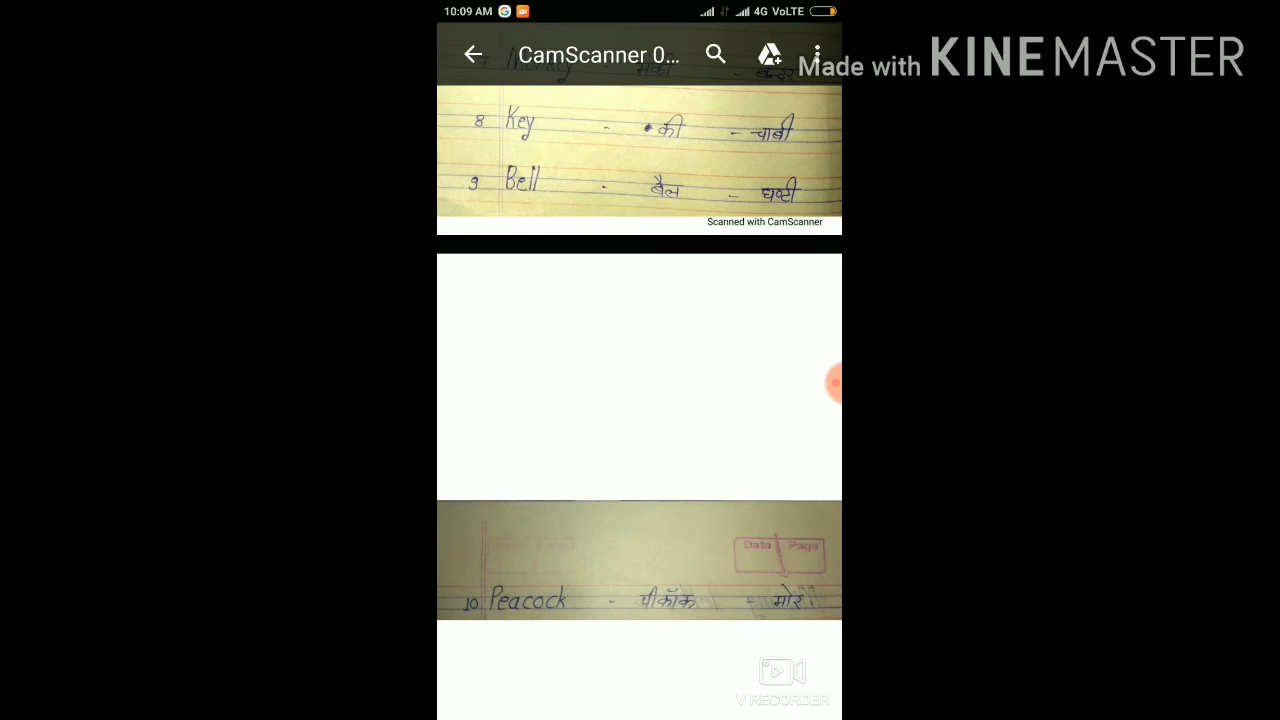 10:09 AM 4G VoLTE
CamScanner 0...
Made with KINEMASTER
8 Key - की - चाबी
9 Bell - बैल - घण्टी
Scanned with CamScanner
Date Page
10 Peacock - पीकॉक - मोर
V RECORDER